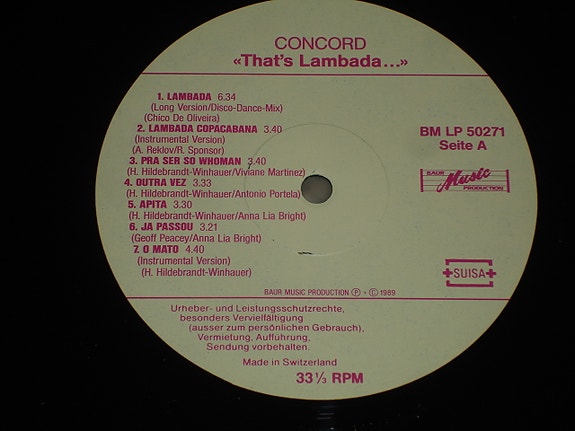 CONCORD
«That's Lambada...»
1. LAMBADA 6.34
(Long Version/Disco-Dance-Mix)
(Chico De Oliveira)
2. LAMBADA COPACABANA 3.40
(Instrumental Version)
(A. Reklov/R. Sponsor)
3. PRA SER SO WHOMAN 3.40
(H. Hildebrandt-Winhauer/Viviane Martinez)
4. OUTRA VEZ 3.33
(H. Hildebrandt-Winhauer/Antonio Portela)
5. APITA 3.30
(H. Hildebrandt-Winhauer/Anna Lia Bright)
6. JA PASSOU 3.21
(Geoff Peacey/Anna Lia Bright)
7. O MATO 4.40
(Instrumental Version)
(H. Hildebrandt-Winhauer)
BM LP 50271
Seite A
BAUR
Music
PRODUCTION
SUISA
BAUR MUSIC PRODUCTION Ⓟ + © 1989
Urheber- und Leistungsschutzrechte,
besonders Vervielfältigung
(ausser zum persönlichen Gebrauch),
Vermietung, Aufführung,
Sendung vorbehalten.
Made in Switzerland
33⅓ RPM